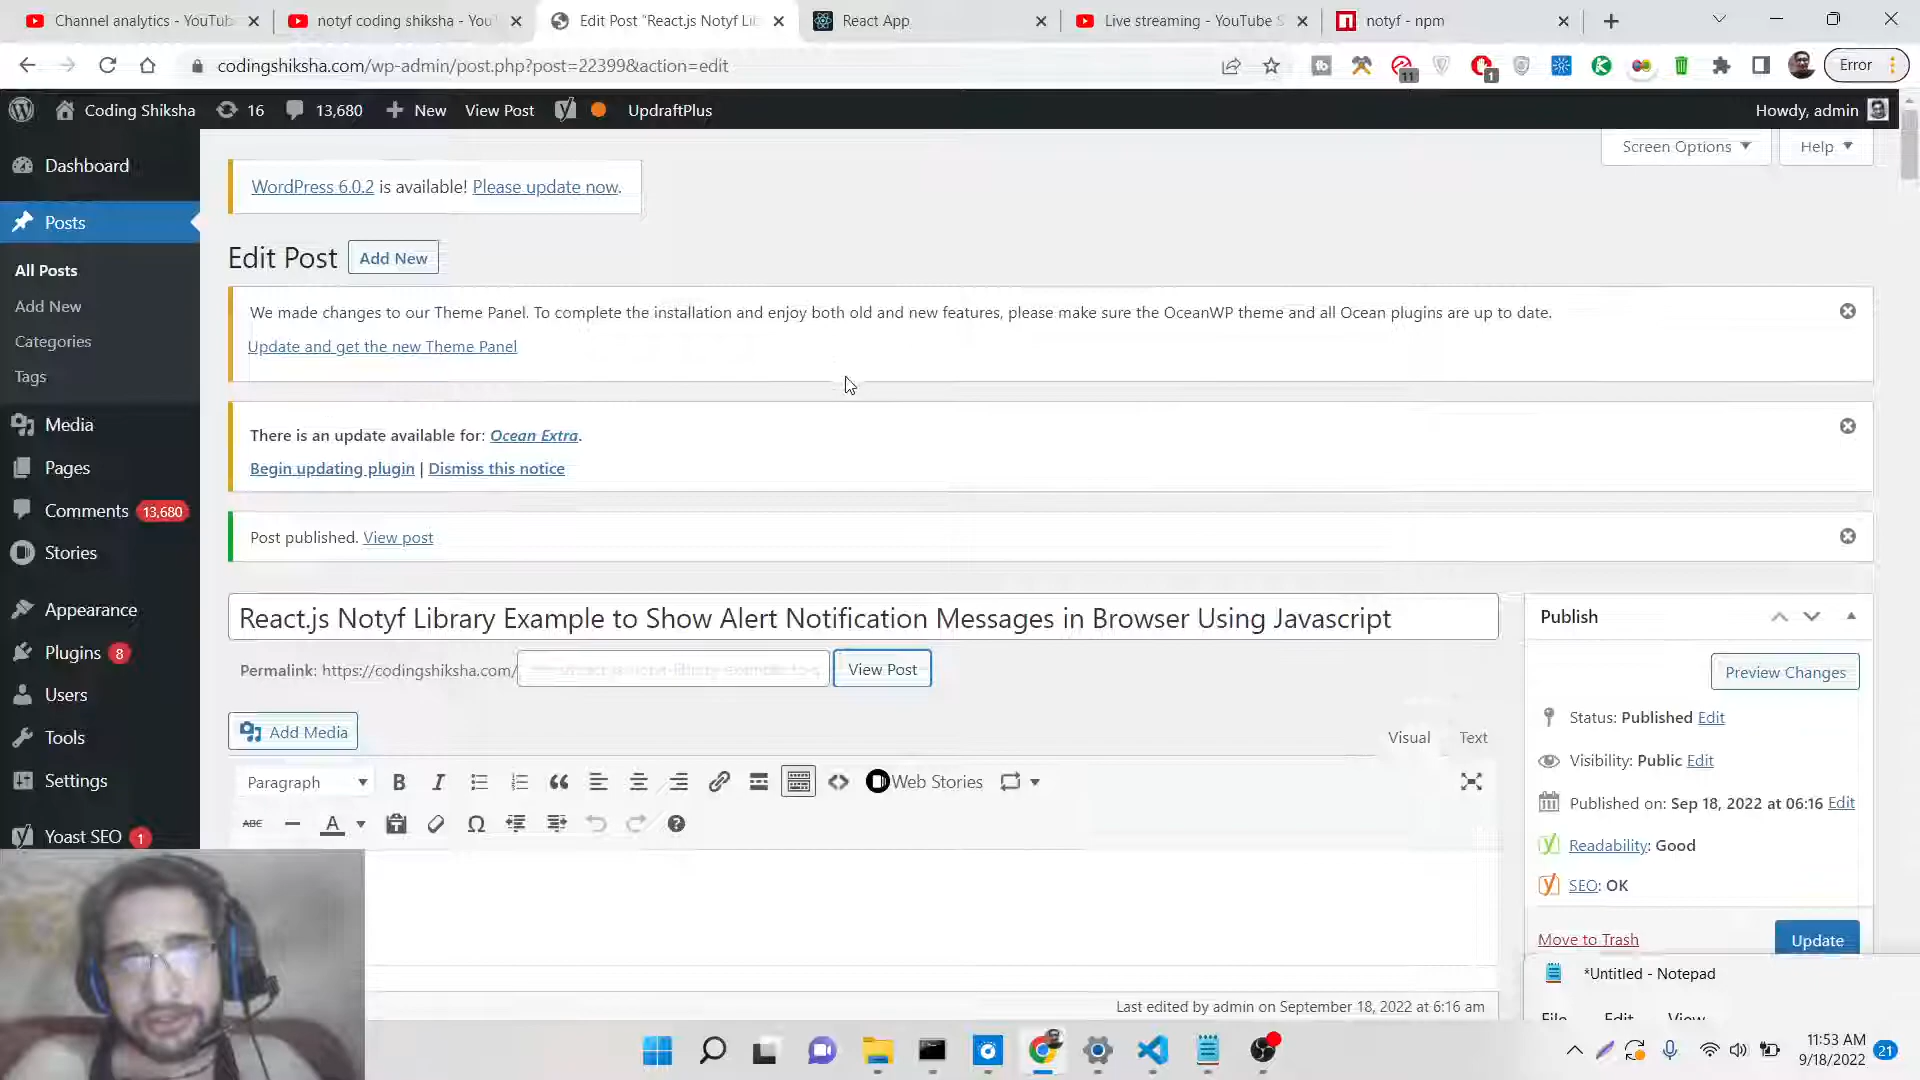 Channel analytics - YouTub
notyf coding shiksha - You
Edit Post "React.js Notyf Lib
React App
Live streaming - YouTube S
notyf - npm
codingshiksha.com/wp-admin/post.php?post=22399&action=edit
11
1
Error
Coding Shiksha
16
13,680
New
View Post
UpdraftPlus
Howdy, admin
Dashboard
Posts
All Posts
Add New
Categories
Tags
Media
Pages
Comments 13,680
Stories
Appearance
Plugins 8
Users
Tools
Settings
Yoast SEO 1
Screen Options
Help
WordPress 6.0.2 is available! Please update now.
Edit Post
Add New
We made changes to our Theme Panel. To complete the installation and enjoy both old and new features, please make sure the OceanWP theme and all Ocean plugins are up to date.
Update and get the new Theme Panel
There is an update available for: Ocean Extra.
Begin updating plugin | Dismiss this notice
Post published. View post
React.js Notyf Library Example to Show Alert Notification Messages in Browser Using Javascript
Permalink: https://codingshiksha.com/
View Post
Add Media
Visual
Text
Paragraph
Web Stories
ABC
A
Last edited by admin on September 18, 2022 at 6:16 am
Publish
Preview Changes
Status: Published Edit
Visibility: Public Edit
Published on: Sep 18, 2022 at 06:16 Edit
Readability: Good
SEO: OK
Move to Trash
Update
*Untitled - Notepad
File Edit View
11:53 AM
9/18/2022
21